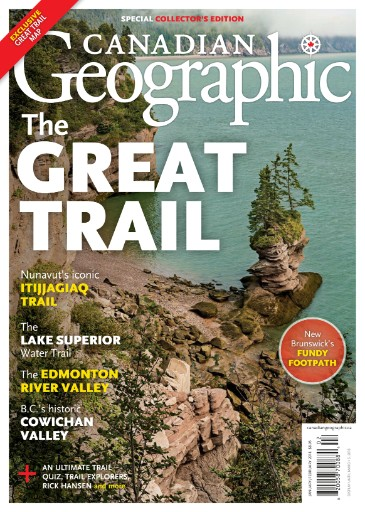 SPECIAL COLLECTOR'S EDITION
EXCLUSIVE
GREAT TRAIL
MAP
CANADIAN
Geographic
The
GREAT
TRAIL
Nunavut's iconic
ITIJJAGIAQ
TRAIL
The
LAKE SUPERIOR
Water Trail
The EDMONTON
RIVER VALLEY
B.C.'s historic
COWICHAN
VALLEY
New
Brunswick's
FUNDY
FOOTPATH
+ AN ULTIMATE TRAIL
QUIZ, TRAIL EXPLORERS,
RICK HANSEN and more
canadiangeographic.ca